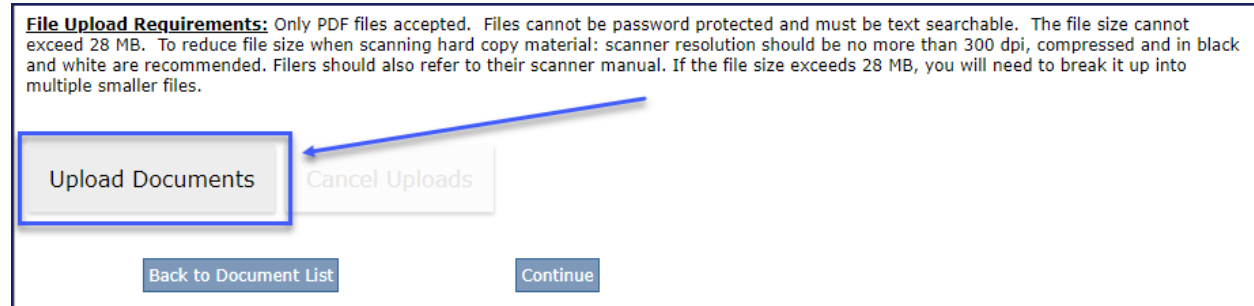 File Upload Requirements: Only PDF files accepted. Files cannot be password protected and must be text searchable. The file size cannot
exceed 28 MB. To reduce file size when scanning hard copy material: scanner resolution should be no more than 300 dpi, compressed and in black
and white are recommended. Filers should also refer to their scanner manual. If the file size exceeds 28 MB, you will need to break it up into
multiple smaller files.
Upload Documents Cancel Uploads
Back to Document List Continue